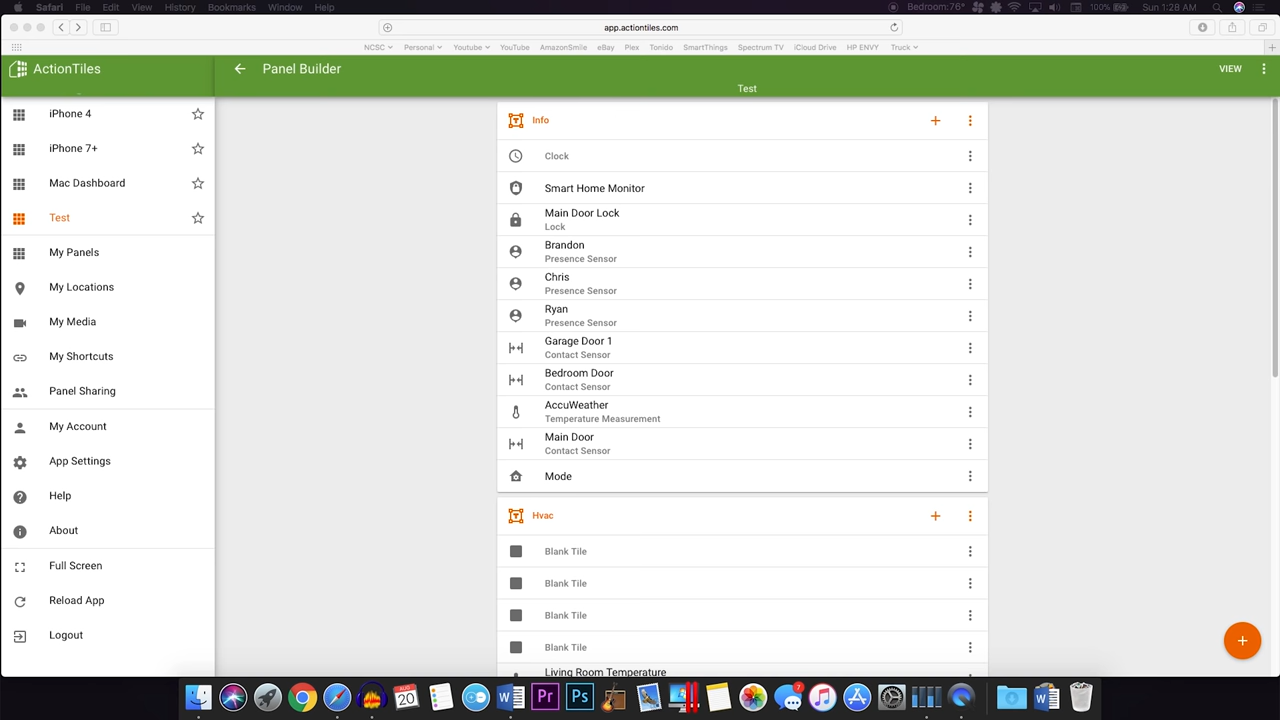 Safari File Edit View History Bookmarks Window Help Bedroom:76° 100% Sun 1:28 AM
app.actiontiles.com
NCSC Personal Youtube YouTube AmazonSmile eBay Plex Tonido SmartThings Spectrum TV iCloud Drive HP ENVY Truck
ActionTiles
Panel Builder
VIEW
Test
iPhone 4
iPhone 7+
Mac Dashboard
Test
My Panels
My Locations
My Media
My Shortcuts
Panel Sharing
My Account
App Settings
Help
About
Full Screen
Reload App
Logout
Info
Clock
Smart Home Monitor
Main Door Lock
Lock
Brandon
Presence Sensor
Chris
Presence Sensor
Ryan
Presence Sensor
Garage Door 1
Contact Sensor
Bedroom Door
Contact Sensor
AccuWeather
Temperature Measurement
Main Door
Contact Sensor
Mode
Hvac
Blank Tile
Blank Tile
Blank Tile
Blank Tile
Living Room Temperature
AUG
20
Pr
Ps
7